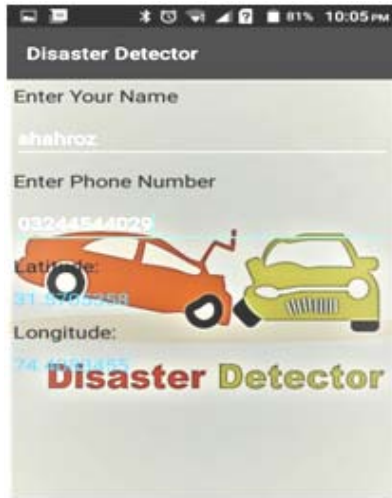 81% 10:05 PM
Disaster Detector
Enter Your Name
shahroz
Enter Phone Number
03244544029
Latitude:
Longitude:
Disaster Detector